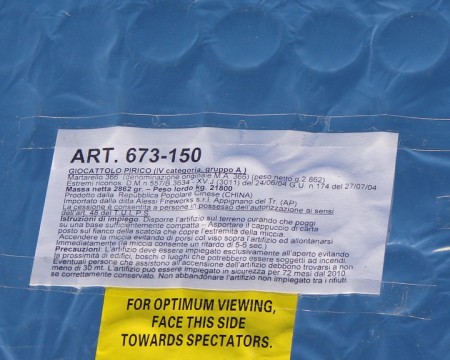 ART. 673-150
GIOCATTOLO PIRICO (IV categoria, gruppo A )
Martarello 366 (denominazione originale M.A. 365) (peso netto g 2.862)
Estremi riconos. D.M n 557/B.3634 - XV J (3011) del 24/06/04 G.U. n 174 del 27/07/04
Massa netta 2862 gr. – Peso lordo kg. 21800
Importato dalla Repubblica Popolare Cinese (CHINA)
Importato dalla ditta Alessi Fireworks s.r.l. Appignano del Tr. (AP)
La cessione è consentita a persone in possesso dell'autorizzazione ai sensi
dell'art. 48 del T.U.L.P.S.
Istruzioni di impiego. Disporre l'artifizio sul terreno curando che poggi
su una base sufficientemente compatta – Asportare il cappuccio di carta
posto sul fianco della scatola che copre l'estremità della miccia.
Accendere la miccia evitando di porsi col viso sopra l'artifizio ed allontanarsi
Immediatamente (la miccia consente un ritardo di 5-8 sec.)
Precauzioni. L'artifizio deve essere impiegato esclusivamente all'aperto evitando
la prossimità di edifici, boschi o luoghi che potrebbero essere soggetti ad incendi.
Eventuali persone che assistono all'accensione dell'artifizio debbono trovarsi a non
meno di 30 mt. L'artifizio può essere impiegato in sicurezza per 72 mesi dal 2010
se correttamente conservato. Non abbandonare l'artifizio non impiegato tra i rifiuti
FOR OPTIMUM VIEWING,
FACE THIS SIDE
TOWARDS SPECTATORS.